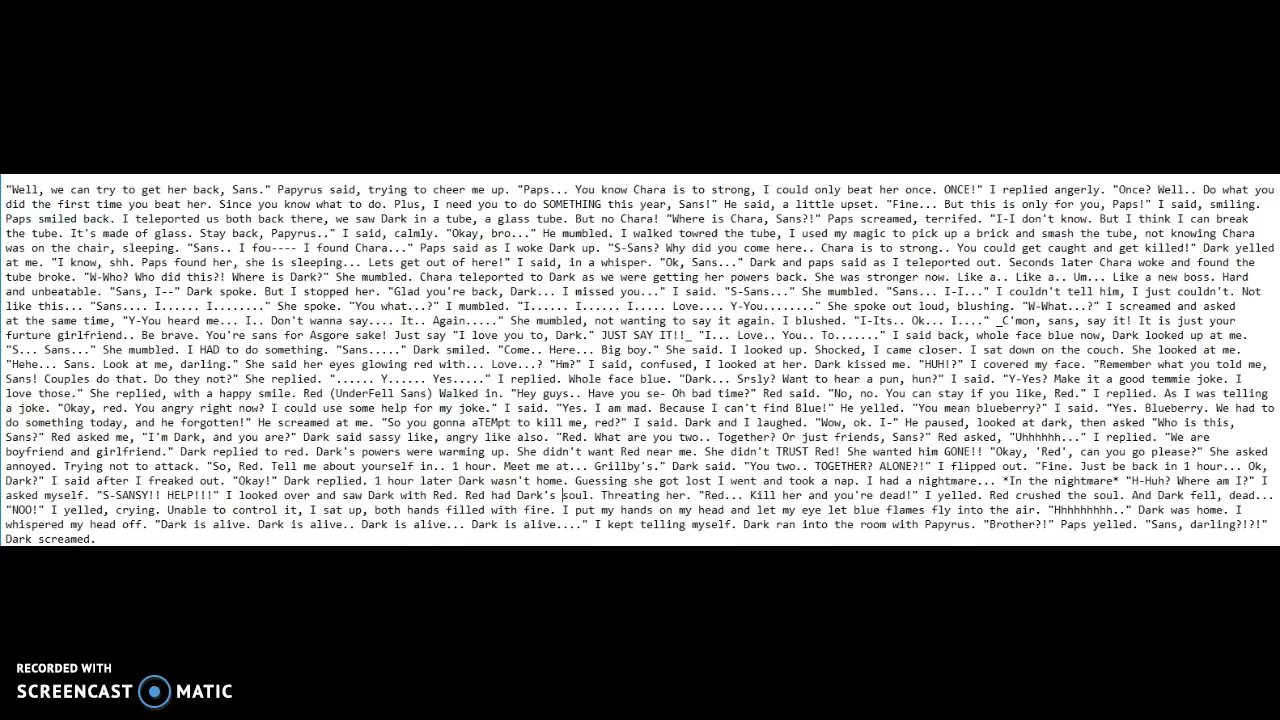 "Well, we can try to get her back, Sans." Papyrus said, trying to cheer me up. "Paps... You know Chara is to strong, I could only beat her once. ONCE!" I replied angerly. "Once? Well.. Do what you
did the first time you beat her. Since you know what to do. Plus, I need you to do SOMETHING this year, Sans!" He said, a little upset. "Fine... But this is only for you, Paps!" I said, smiling.
Paps smiled back. I teleported us both back there, we saw Dark in a tube, a glass tube. But no Chara! "Where is Chara, Sans?!" Paps screamed, terrifed. "I-I don't know. But I think I can break
the tube. It's made of glass. Stay back, Papyrus.." I said, calmly. "Okay, bro..." He mumbled. I walked towred the tube, I used my magic to pick up a brick and smash the tube, not knowing Chara
was on the chair, sleeping. "Sans.. I fou---- I found Chara..." Paps said as I woke Dark up. "S-Sans? Why did you come here.. Chara is to strong.. You could get caught and get killed!" Dark yelled
at me. "I know, shh. Paps found her, she is sleeping... Lets get out of here!" I said, in a whisper. "Ok, Sans..." Dark and paps said as I teleported out. Seconds later Chara woke and found the
tube broke. "W-Who? Who did this?! Where is Dark?" She mumbled. Chara teleported to Dark as we were getting her powers back. She was stronger now. Like a.. Like a.. Um... Like a new boss. Hard
and unbeatable. "Sans, I--" Dark spoke. But I stopped her. "Glad you're back, Dark... I missed you..." I said. "S-Sans..." She mumbled. "Sans... I-I..." I couldn't tell him, I just couldn't. Not
like this... "Sans.... I...... I........" She spoke. "You what...?" I mumbled. "I...... I...... I..... Love.... Y-You........" She spoke out loud, blushing. "W-What...?" I screamed and asked
at the same time, "Y-You heard me... I.. Don't wanna say.... It.. Again....." She mumbled, not wanting to say it again. I blushed. "I-Its.. Ok... I...." _C'mon, sans, say it! It is just your
furture girlfriend.. Be brave. You're sans for Asgore sake! Just say "I love you to, Dark." JUST SAY IT!!_ "I... Love.. You.. To......." I said back, whole face blue now, Dark looked up at me.
"S... Sans..." She mumbled. I HAD to do something. "Sans....." Dark smiled. "Come.. Here... Big boy." She said. I looked up. Shocked, I came closer. I sat down on the couch. She looked at me.
"Hehe... Sans. Look at me, darling." She said her eyes glowing red with... Love...? "Hm?" I said, confused, I looked at her. Dark kissed me. "HUH!?" I covered my face. "Remember what you told me,
Sans! Couples do that. Do they not?" She replied. "...... Y...... Yes....." I replied. Whole face blue. "Dark... Srsly? Want to hear a pun, hun?" I said. "Y-Yes? Make it a good temmie joke. I
love those." She replied, with a happy smile. Red (UnderFell Sans) Walked in. "Hey guys.. Have you se- Oh bad time?" Red said. "No, no. You can stay if you like, Red." I replied. As I was telling
a joke. "Okay, red. You angry right now? I could use some help for my joke." I said. "Yes. I am mad. Because I can't find Blue!" He yelled. "You mean blueberry?" I said. "Yes. Blueberry. We had to
do something today, and he forgotten!" He screamed at me. "So you gonna aTEMpt to kill me, red?" I said. Dark and I laughed. "Wow, ok. I-" He paused, looked at dark, then asked "Who is this,
Sans?" Red asked me, "I'm Dark, and you are?" Dark said sassy like, angry like also. "Red. What are you two.. Together? Or just friends, Sans?" Red asked, "Uhhhhh..." I replied. "We are
boyfriend and girlfriend." Dark replied to red. Dark's powers were warming up. She didn't want Red near me. She didn't TRUST Red! She wanted him GONE!! "Okay, 'Red', can you go please?" She asked
annoyed. Trying not to attack. "So, Red. Tell me about yourself in.. 1 hour. Meet me at... Grillby's." Dark said. "You two.. TOGETHER? ALONE?!" I flipped out. "Fine. Just be back in 1 hour... Ok,
Dark?" I said after I freaked out. "Okay!" Dark replied. 1 hour later Dark wasn't home. Guessing she got lost I went and took a nap. I had a nightmare... *In the nightmare* "H-Huh? Where am I?" I
asked myself. "S-SANSY!! HELP!!!" I looked over and saw Dark with Red. Red had Dark's soul. Threating her. "Red... Kill her and you're dead!" I yelled. Red crushed the soul. And Dark fell, dead...
"NOO!" I yelled, crying. Unable to control it, I sat up, both hands filled with fire. I put my hands on my head and let my eye let blue flames fly into the air. "Hhhhhhhhh.." Dark was home. I
whispered my head off. "Dark is alive. Dark is alive.. Dark is alive... Dark is alive...." I kept telling myself. Dark ran into the room with Papyrus. "Brother?!" Paps yelled. "Sans, darling?!?!"
Dark screamed.
RECORDED WITH
SCREENCAST MATIC